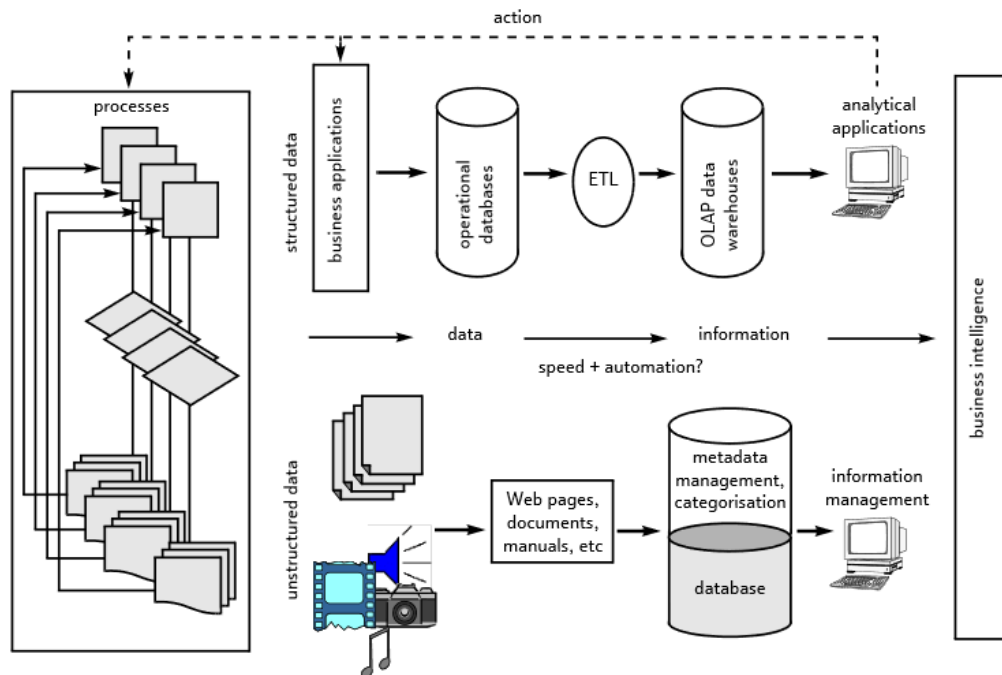 action
processes
structured data
business applications
operational
databases
ETL
OLAP data
warehouses
analytical
applications
data
information
speed + automation?
business intelligence
unstructured data
Web pages,
documents,
manuals, etc
metadata
management,
categorisation
database
information
management